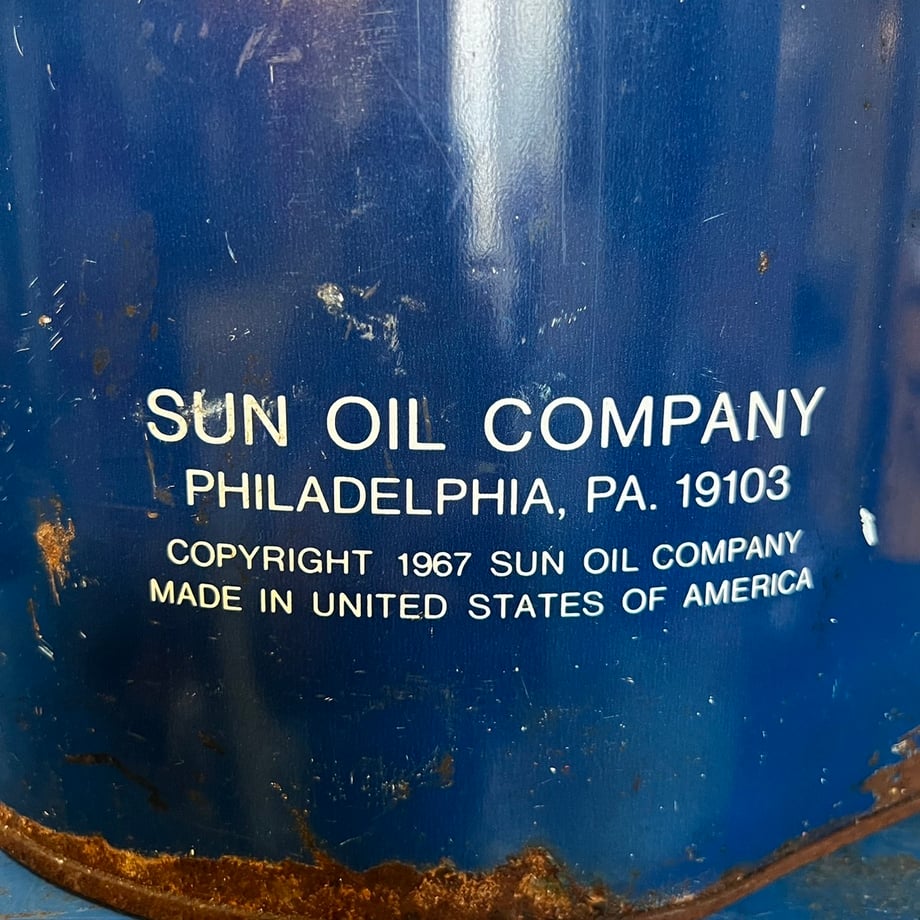 SUN OIL COMPANY
PHILADELPHIA, PA. 19103
COPYRIGHT 1967 SUN OIL COMPANY
MADE IN UNITED STATES OF AMERICA